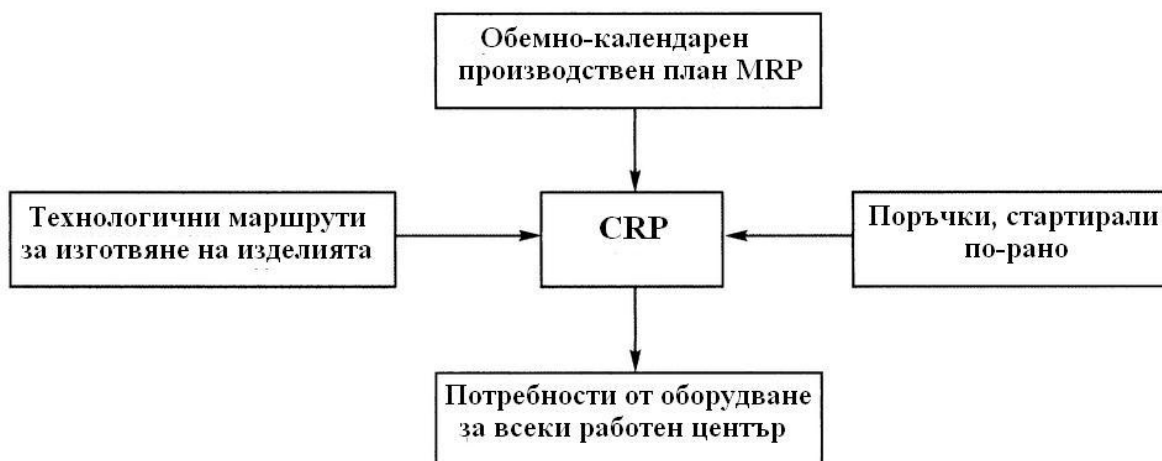 Обемно-календарен
производствен план MRP
Технологични маршрути
за изготвяне на изделията
CRP
Поръчки, стартирали
по-рано
Потребности от оборудване
за всеки работен център